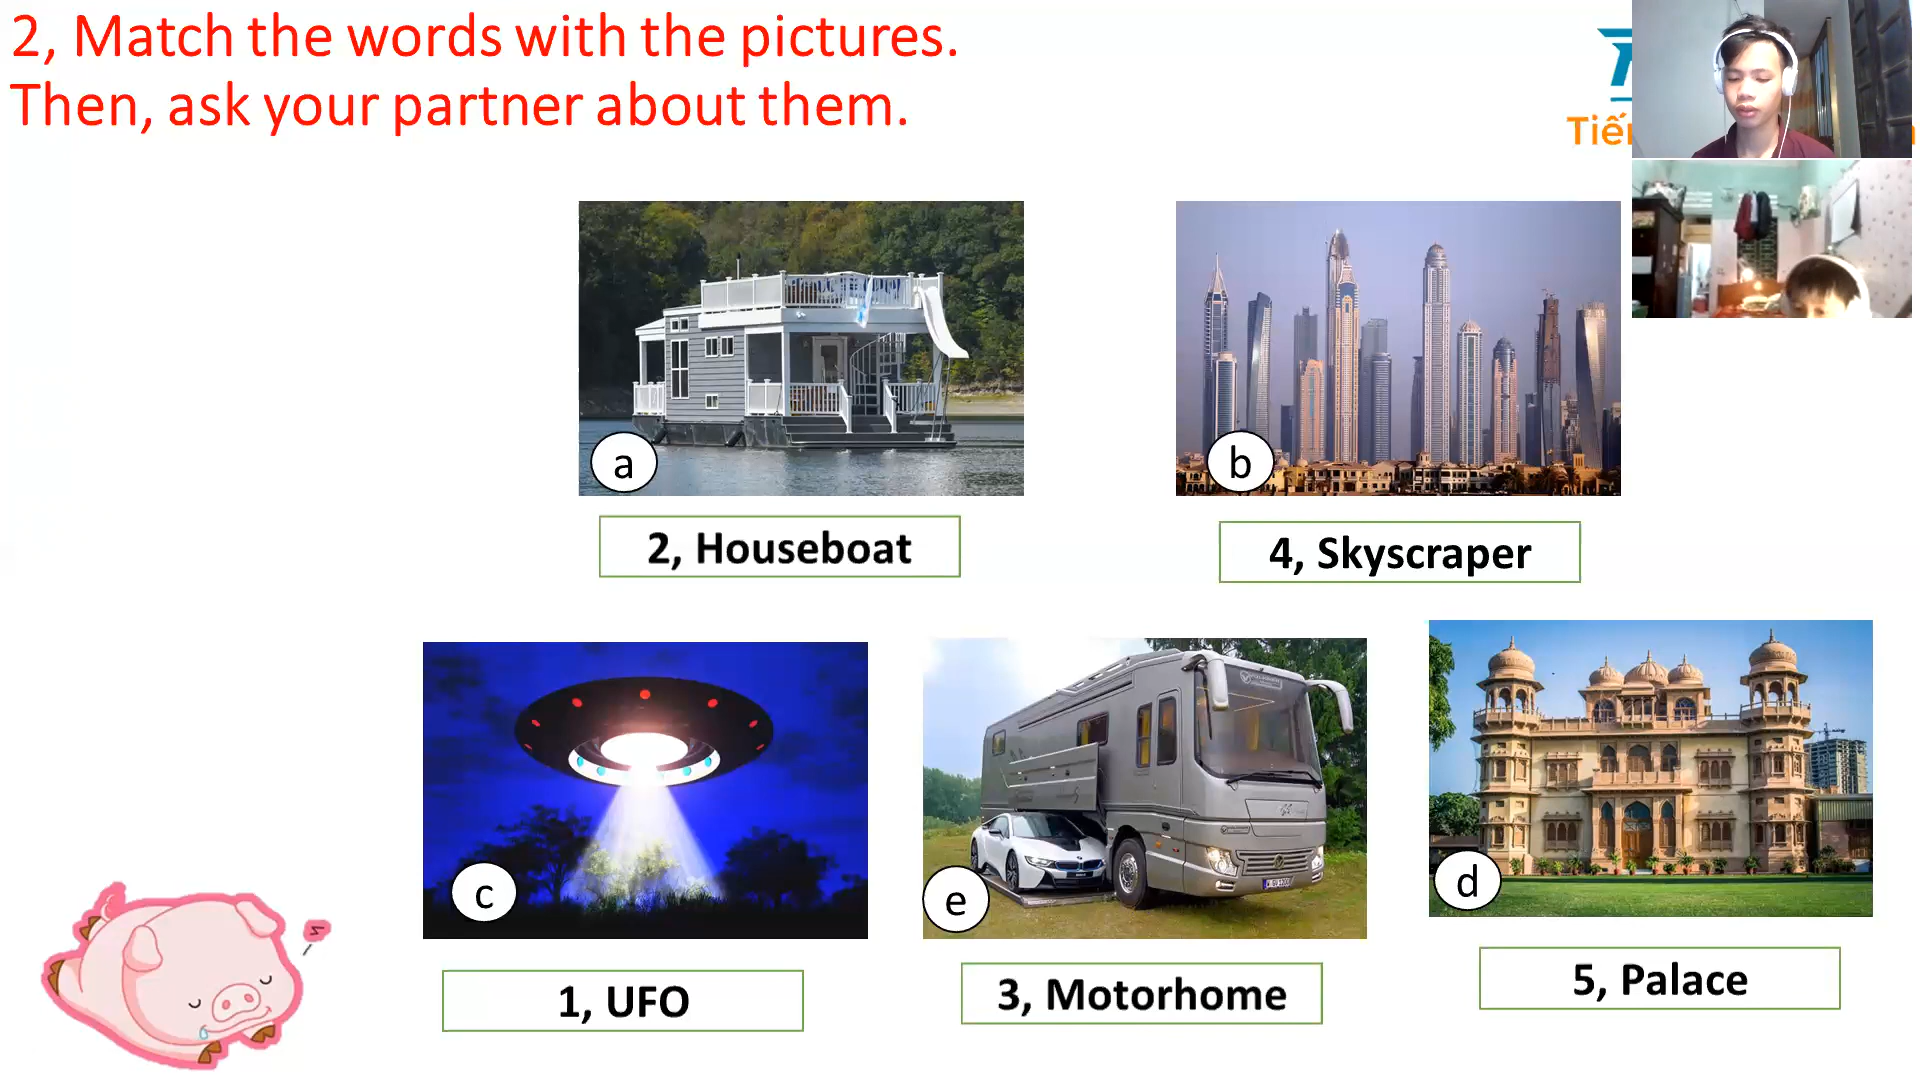 2, Match the words with the pictures.
Then, ask your partner about them.
a
b
2, Houseboat
4, Skyscraper
c
e
d
1, UFO
3, Motorhome
5, Palace